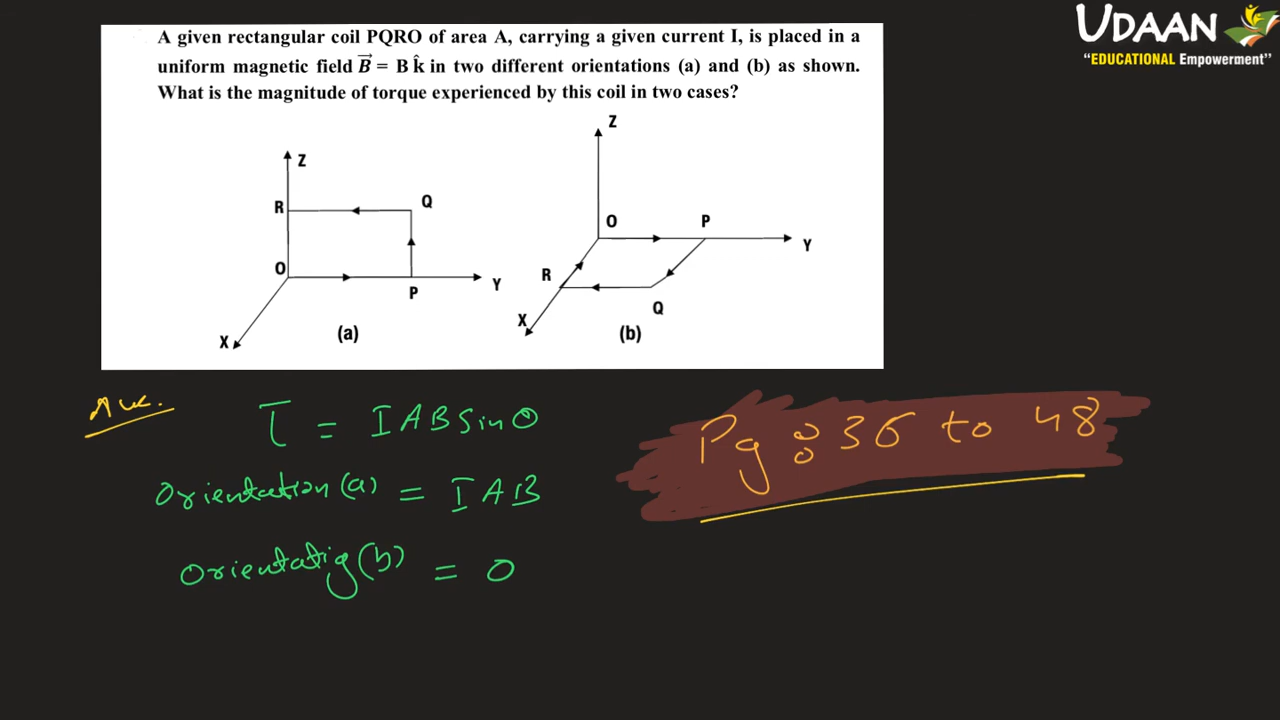 UDAAN
"EDUCATIONAL Empowerment"
A given rectangular coil PQRO of area A, carrying a given current I, is placed in a
uniform magnetic field B⃗ = B k̂ in two different orientations (a) and (b) as shown.
What is the magnitude of torque experienced by this coil in two cases?
Z
R
Q
O
Y
P
X
(a)
Z
O
P
Y
R
Q
X
(b)
τ = IABSinθ
Orientation (a) = IAB
= 0
Pg : 36 to 48